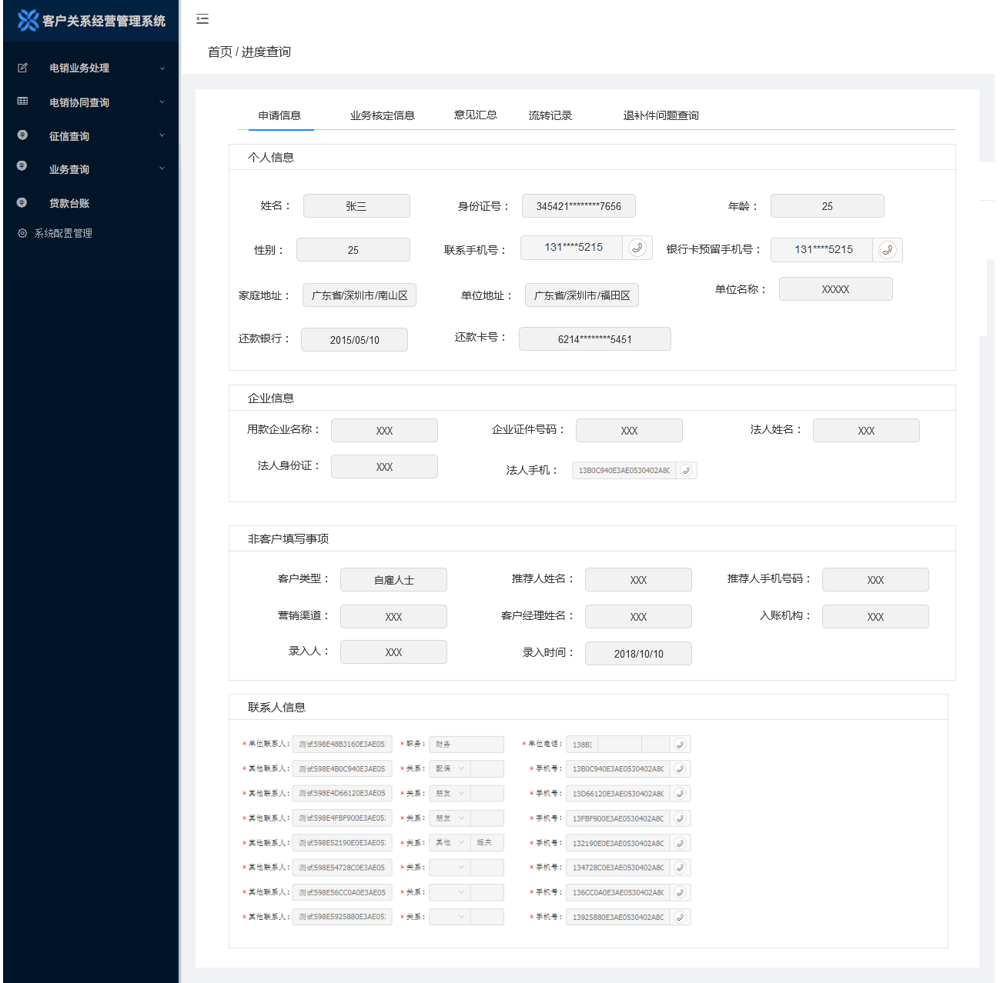 客户关系经营管理系统
首页 / 进度查询
电销业务处理
电销协同查询
征信查询
业务查询
贷款台账
系统配置管理
申请信息 业务核定信息 意见汇总 流转记录 退补件问题查询
个人信息
姓名： 张三 身份证号： 345421********7656 年龄： 25
性别： 25 联系手机号： 131****5215 银行卡预留手机号： 131****5215
家庭地址： 广东省/深圳市/南山区 单位地址： 广东省/深圳市/福田区 单位名称： XXXXX
还款银行： 2015/05/10 还款卡号： 6214********5451
企业信息
用款企业名称： XXX 企业证件号码： XXX 法人姓名： XXX
法人身份证： XXX 法人手机： 13B0C940E3AE0530402A8C
非客户填写事项
客户类型： 自雇人士 推荐人姓名： XXX 推荐人手机号码： XXX
营销渠道： XXX 客户经理姓名： XXX 入账机构： XXX
录入人： XXX 录入时间： 2018/10/10
联系人信息
*单位联系人: 测试598E48B3160E3AE05: *职务: 财务 *单位电话: 138B:
*其他联系人: 测试598E4B0C940E3AE05 *关系: 配偶 *手机号: 13B0C940E3AE0530402A8C
*其他联系人: 测试598E4D66120E3AE05 *关系: 朋友 *手机号: 13D66120E3AE0530402A8C
*其他联系人: 测试598E4FBF900E3AE05: *关系: 朋友 *手机号: 13FBF900E3AE0530402A8C
*其他联系人: 测试598E52190E0E3AE05: *关系: 其他 姐夫 *手机号: 132190E0E3AE0530402A8C
*其他联系人: 测试598E54728C0E3AE05: *关系: *手机号: 134728C0E3AE0530402A8C
*其他联系人: 测试598E56CC0A0E3AE05 *关系: *手机号: 136CC0A0E3AE0530402A8C
*其他联系人: 测试598E5925880E3AE05: *关系: *手机号: 13925880E3AE0530402A8C